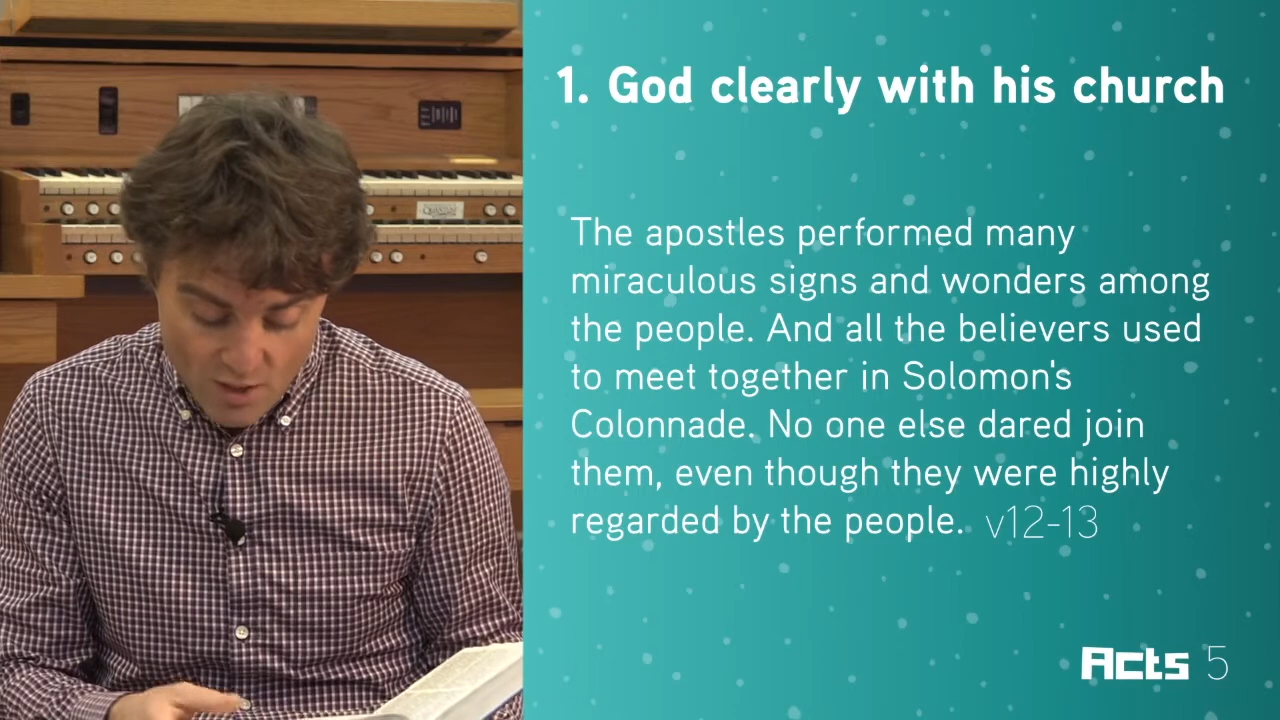 1. God clearly with his church
The apostles performed many
miraculous signs and wonders among
the people. And all the believers used
to meet together in Solomon's
Colonnade. No one else dared join
them, even though they were highly
regarded by the people. v12-13
Acts 5